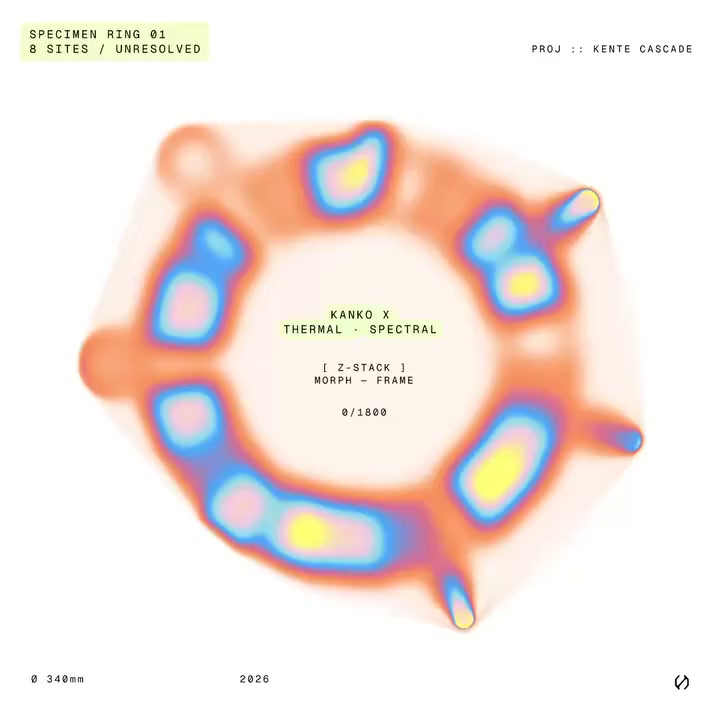 SPECIMEN RING 01
8 SITES / UNRESOLVED
PROJ :: KENTE CASCADE
KANKO X
THERMAL · SPECTRAL
[ Z-STACK ]
MORPH — FRAME
0/1800
Ø 340mm
2026